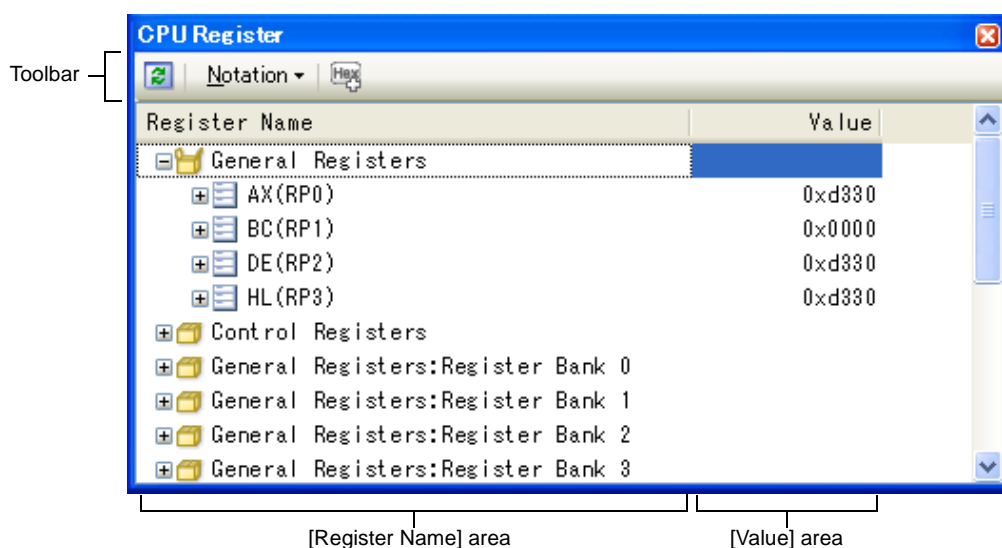 CPU Register
Toolbar
Notation
Hex
Register Name Value
General Registers
AX(RP0) 0xd330
BC(RP1) 0x0000
DE(RP2) 0xd330
HL(RP3) 0xd330
Control Registers
General Registers:Register Bank 0
General Registers:Register Bank 1
General Registers:Register Bank 2
General Registers:Register Bank 3
[Register Name] area [Value] area